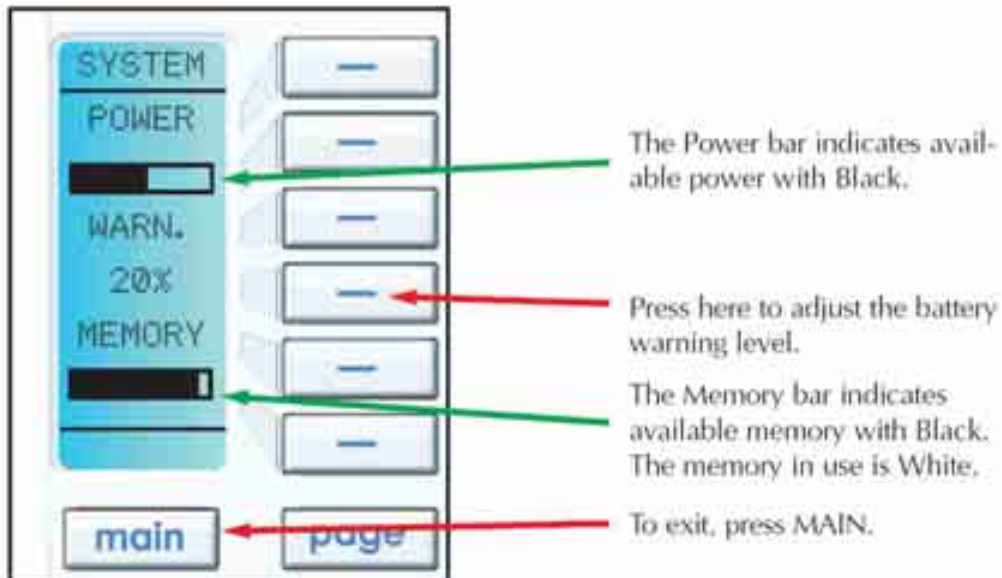 SYSTEM
POWER
WARN.
20%
MEMORY
main
page
The Power bar indicates avail-
able power with Black.
Press here to adjust the battery
warning level.
The Memory bar indicates
available memory with Black.
The memory in use is White.
To exit, press MAIN.